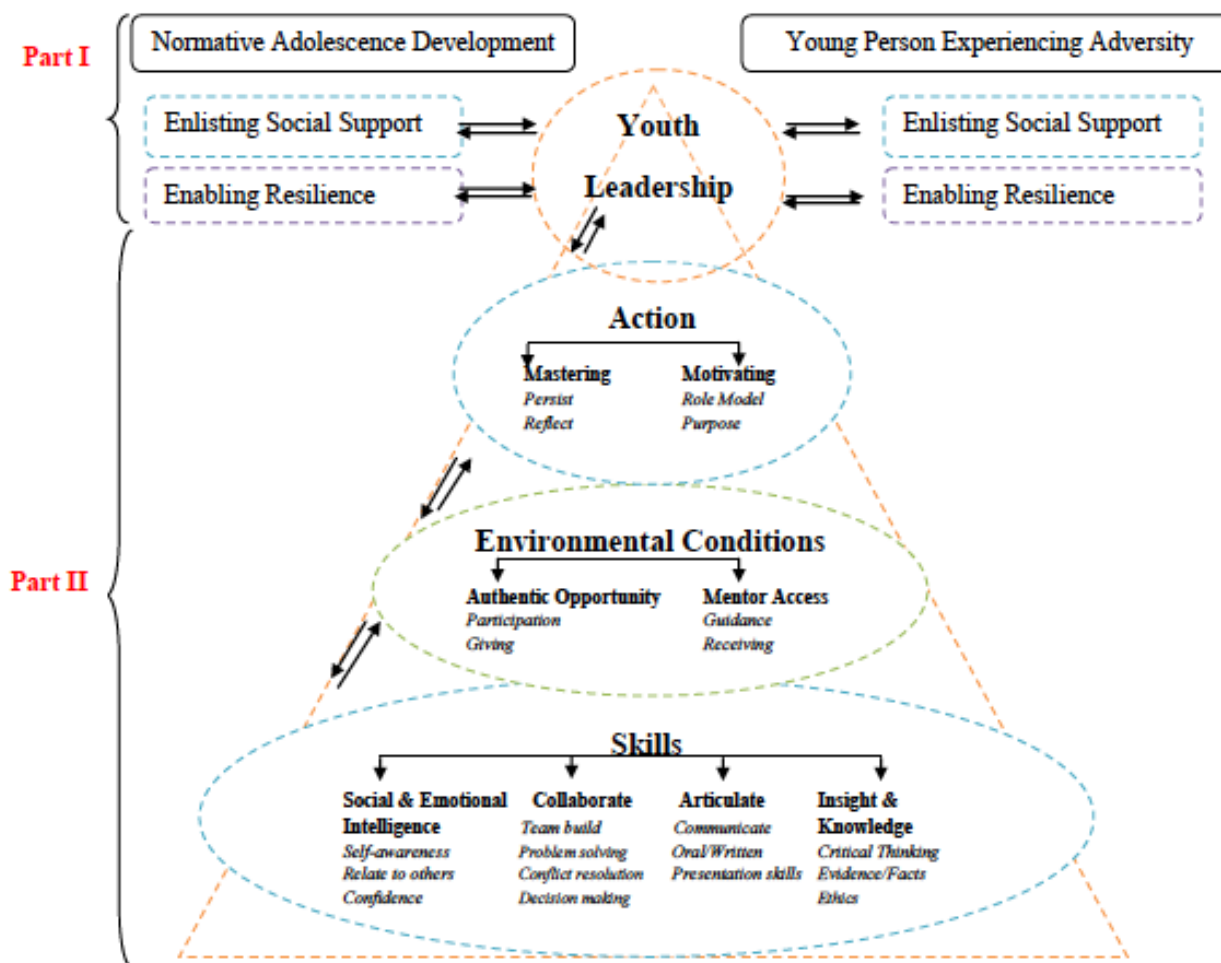 Part I
Normative Adolescence Development
Young Person Experiencing Adversity
Enlisting Social Support
Enabling Resilience
Youth
Leadership
Enlisting Social Support
Enabling Resilience
Part II
Action
Mastering
Persist
Reflect
Motivating
Role Model
Purpose
Environmental Conditions
Authentic Opportunity
Participation
Giving
Mentor Access
Guidance
Receiving
Skills
Social & Emotional
Intelligence
Self-awareness
Relate to others
Confidence
Collaborate
Team build
Problem solving
Conflict resolution
Decision making
Articulate
Communicate
Oral/Written
Presentation skills
Insight &
Knowledge
Critical Thinking
Evidence/Facts
Ethics